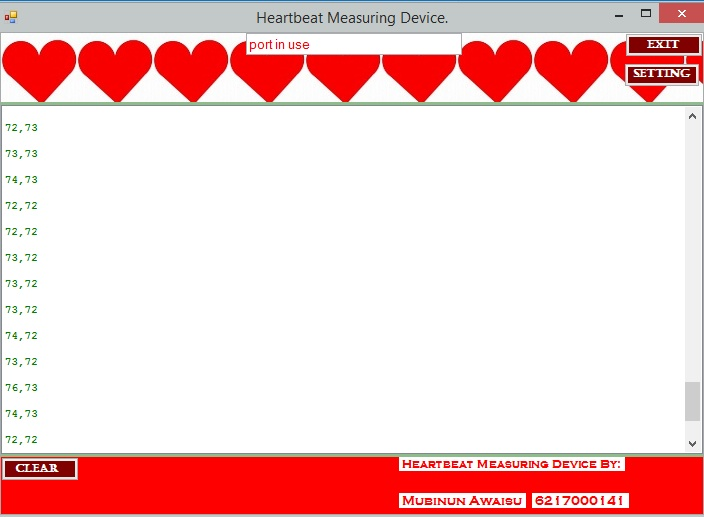 Heartbeat Measuring Device.
port in use
EXIT
SETTING
72,73
73,73
74,73
72,72
72,72
73,72
73,72
73,72
74,72
73,72
76,73
74,73
72,72
CLEAR
Heartbeat Measuring Device By:
Mubinun Awaisu 6217000141